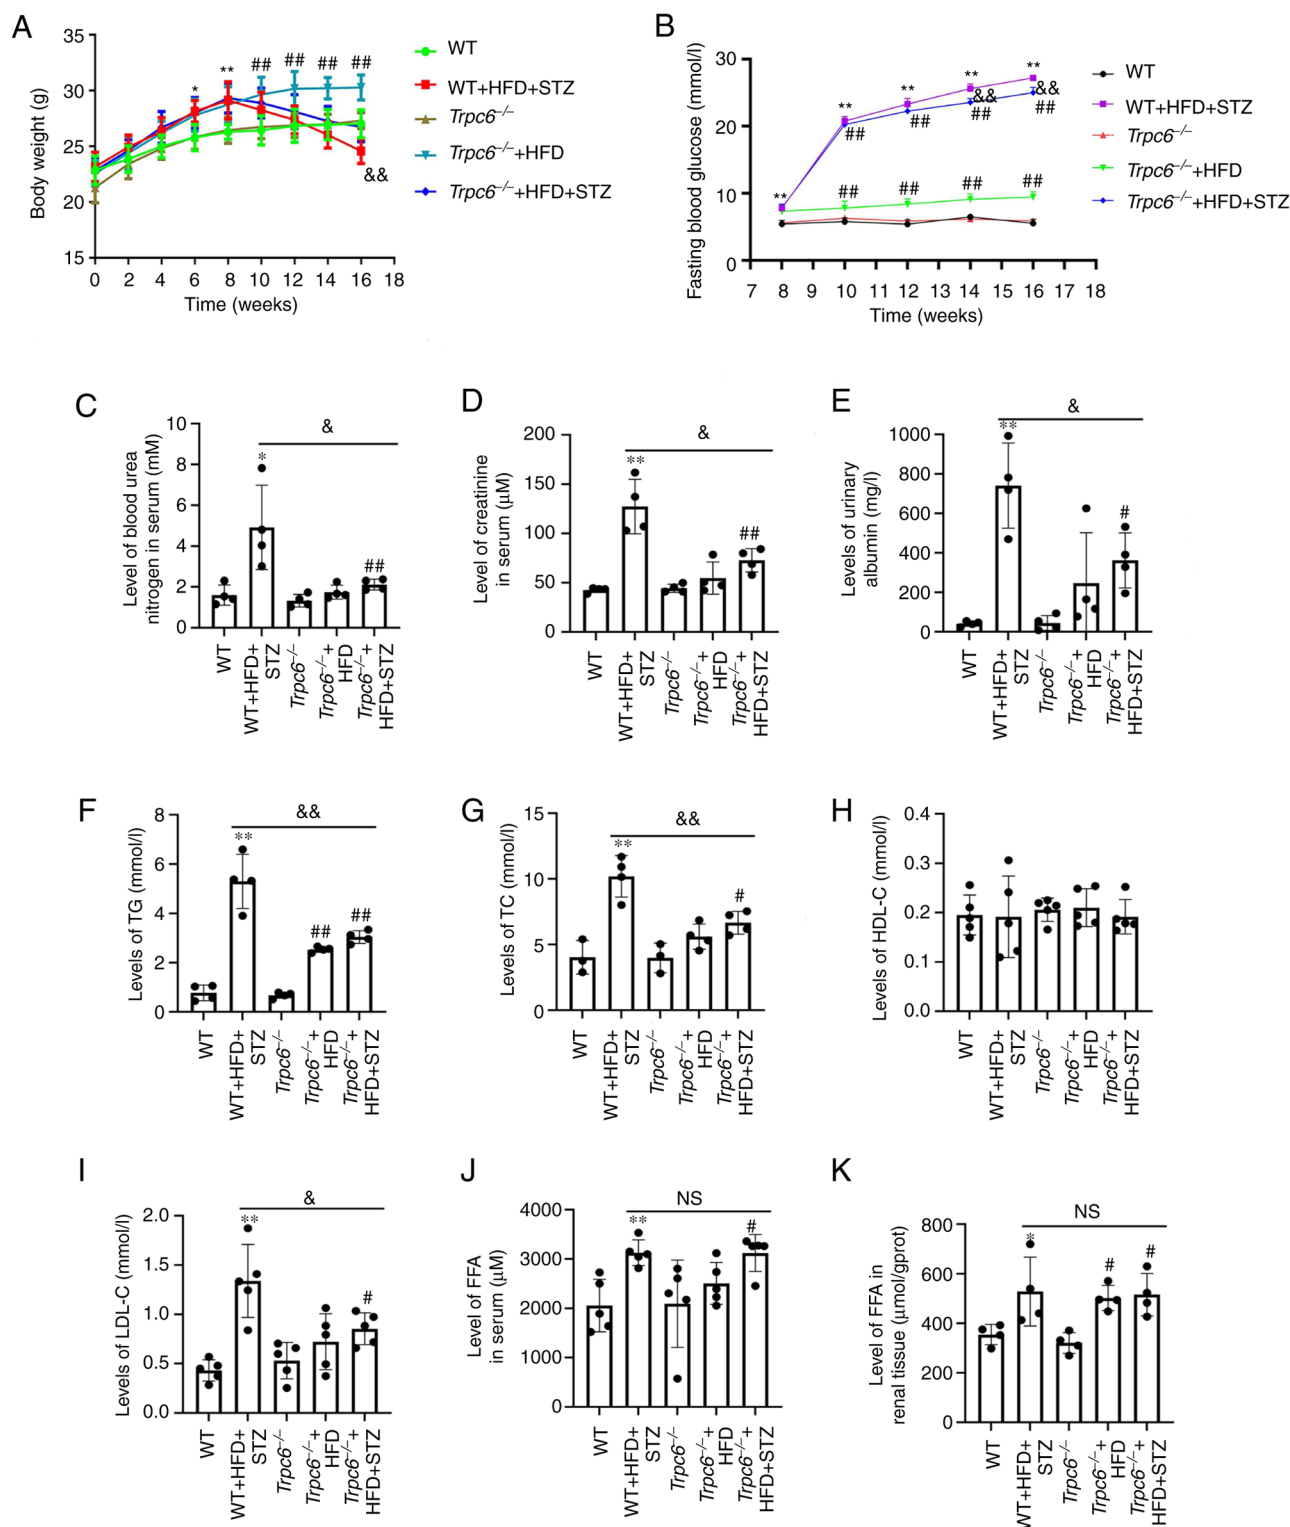 A
Body weight (g)
35
30
25
20
15
* ** ## ## ## ##
&&
0 2 4 6 8 10 12 14 16 18
Time (weeks)
WT
WT+HFD+STZ
Trpc6–/–
Trpc6–/–+HFD
Trpc6–/–+HFD+STZ
B
Fasting blood glucose (mmol/l)
30
20
10
0
** ** ** ** **
&& &&
## ## ## ##
## ## ## ##
7 8 9 10 11 12 13 14 15 16 17 18
Time (weeks)
WT
WT+HFD+STZ
Trpc6–/–
Trpc6–/–+HFD
Trpc6–/–+HFD+STZ
C
Level of blood urea
nitrogen in serum (mM)
10
8
6
4
2
0
&
*
##
WT
WT+HFD+
STZ
Trpc6–/–
Trpc6–/–+
HFD
Trpc6–/–+
HFD+STZ
D
Level of creatinine
in serum (µM)
200
150
100
50
0
&
**
##
WT
WT+HFD+
STZ
Trpc6–/–
Trpc6–/–+
HFD
Trpc6–/–+
HFD+STZ
E
Levels of urinary
albumin (mg/l)
1000
800
600
400
200
0
&
**
#
WT
WT+HFD+
STZ
Trpc6–/–
Trpc6–/–+
HFD
Trpc6–/–+
HFD+STZ
F
Levels of TG (mmol/l)
8
6
4
2
0
&&
**
## ##
WT
WT+HFD+
STZ
Trpc6–/–
Trpc6–/–+
HFD
Trpc6–/–+
HFD+STZ
G
Levels of TC (mmol/l)
15
10
5
0
&&
**
#
WT
WT+HFD+
STZ
Trpc6–/–
Trpc6–/–+
HFD
Trpc6–/–+
HFD+STZ
H
Levels of HDL-C (mmol/l)
0.4
0.3
0.2
0.1
0.0
WT
WT+HFD+
STZ
Trpc6–/–
Trpc6–/–+
HFD
Trpc6–/–+
HFD+STZ
I
Levels of LDL-C (mmol/l)
2.0
1.5
1.0
0.5
0.0
&
**
#
WT
WT+HFD+
STZ
Trpc6–/–
Trpc6–/–+
HFD
Trpc6–/–+
HFD+STZ
J
Level of FFA
in serum (µM)
4000
3000
2000
1000
0
NS
**
#
WT
WT+HFD+
STZ
Trpc6–/–
Trpc6–/–+
HFD
Trpc6–/–+
HFD+STZ
K
Level of FFA in
renal tissue (µmol/gprot)
800
600
400
200
0
NS
*
# #
WT
WT+HFD+
STZ
Trpc6–/–
Trpc6–/–+
HFD
Trpc6–/–+
HFD+STZ